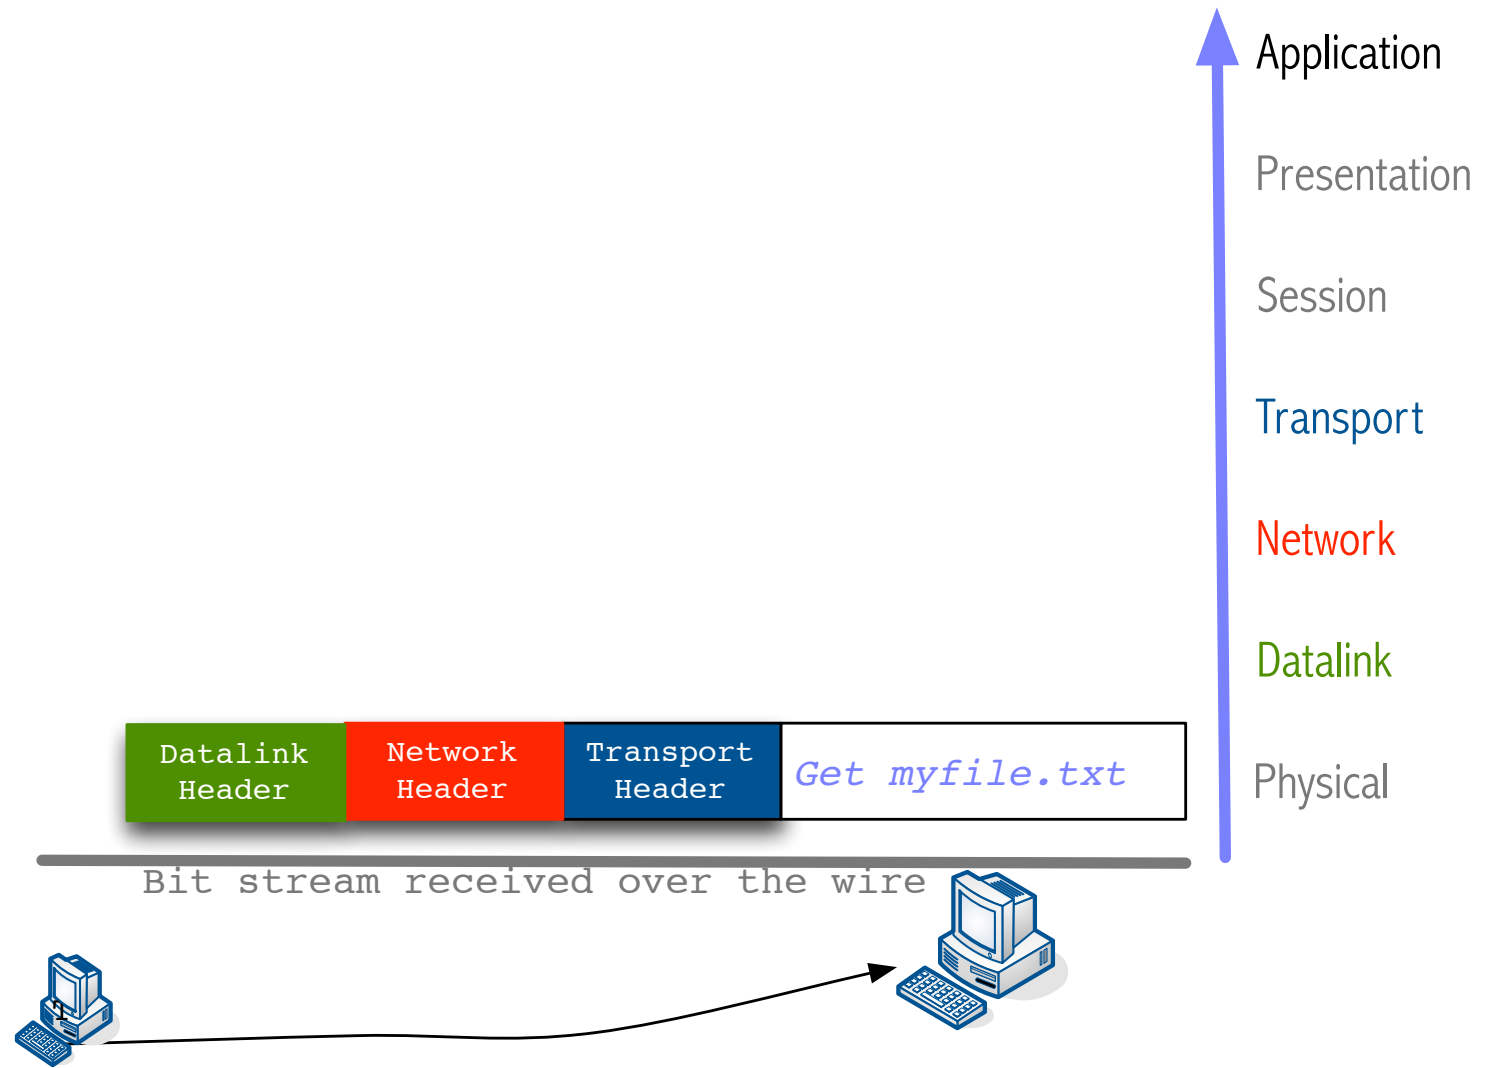 Application
Presentation
Session
Transport
Network
Datalink
Physical
Datalink
Header
Network
Header
Transport
Header
Get myfile.txt
Bit stream received over the wire
1